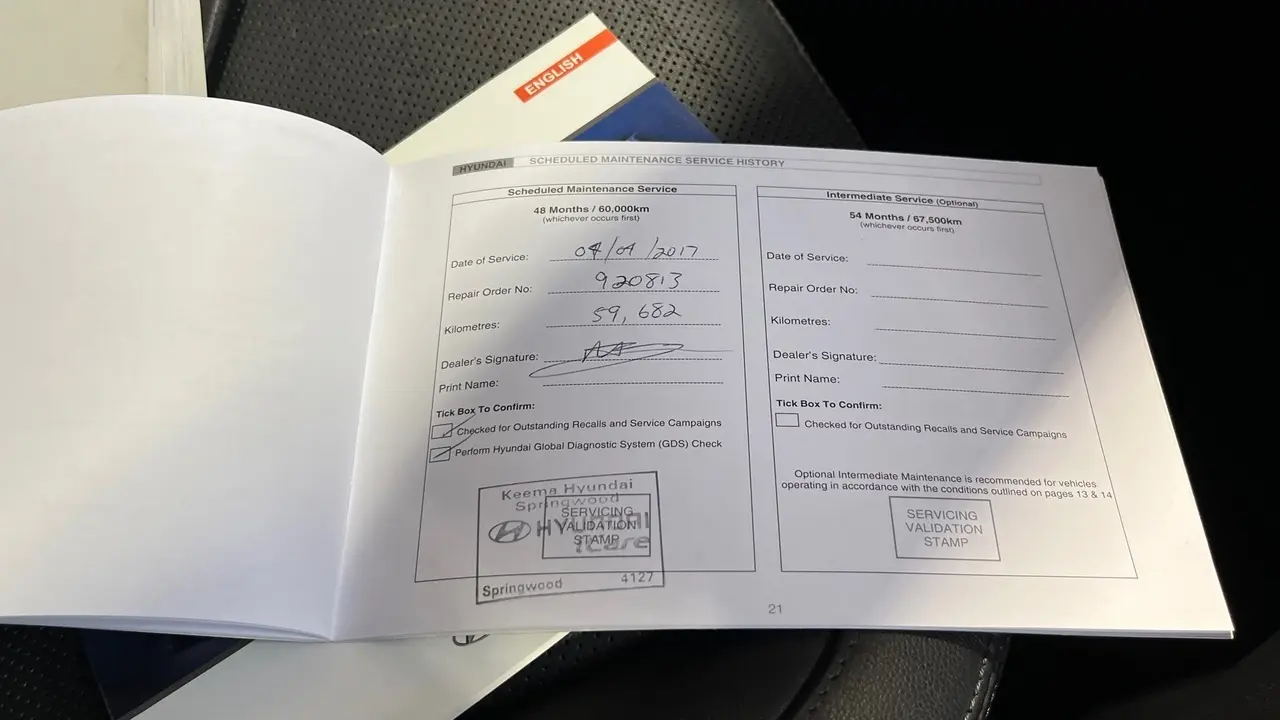 ENGLISH
HYUNDAI SCHEDULED MAINTENANCE SERVICE HISTORY
Scheduled Maintenance Service
48 Months / 60,000km
(whichever occurs first)
Date of Service: 04/04/2017
Repair Order No: 920813
Kilometres: 59,682
Dealer's Signature:
Print Name:
Tick Box To Confirm:
Checked for Outstanding Recalls and Service Campaigns
Perform Hyundai Global Diagnostic System (GDS) Check
Keema Hyundai
Springwood
SERVICING
VALIDATION
STAMP
HYUNDAI
iCare
Springwood 4127
Intermediate Service (Optional)
54 Months / 67,500km
(whichever occurs first)
Date of Service:
Repair Order No:
Kilometres:
Dealer's Signature:
Print Name:
Tick Box To Confirm:
Checked for Outstanding Recalls and Service Campaigns
Optional Intermediate Maintenance is recommended for vehicles
operating in accordance with the conditions outlined on pages 13 & 14
SERVICING
VALIDATION
STAMP
21